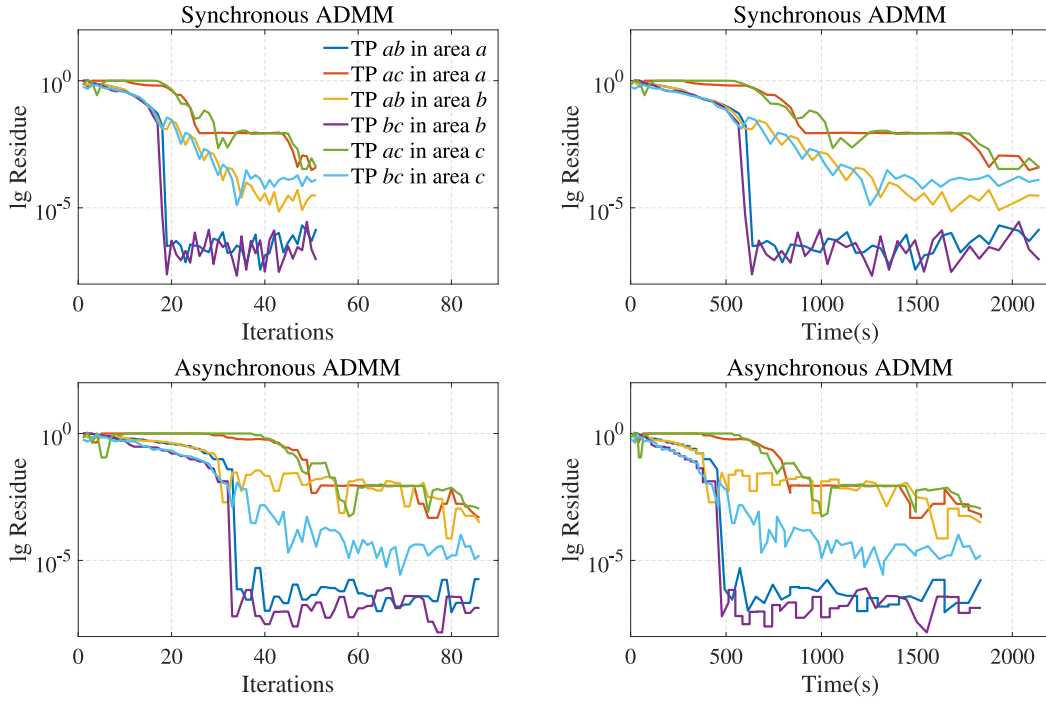 Synchronous ADMM
lg Residue
10^0
10^-5
TP ab in area a
TP ac in area a
TP ab in area b
TP bc in area b
TP ac in area c
TP bc in area c
0 20 40 60 80
Iterations
Synchronous ADMM
lg Residue
10^0
10^-5
0 500 1000 1500 2000
Time(s)
Asynchronous ADMM
lg Residue
10^0
10^-5
0 20 40 60 80
Iterations
Asynchronous ADMM
lg Residue
10^0
10^-5
0 500 1000 1500 2000
Time(s)